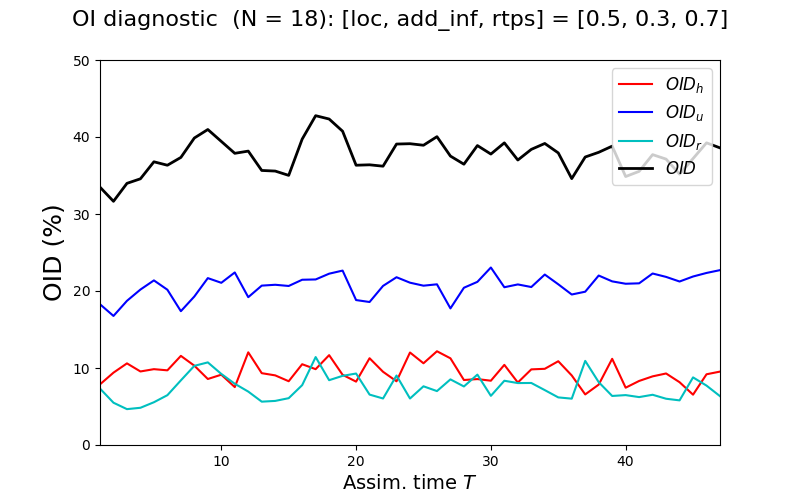 OI diagnostic  (N = 18): [loc, add_inf, rtps] = [0.5, 0.3, 0.7]
50
40
30
20
10
0
OID (%)
OID_h
OID_u
OID_r
OID
10
20
30
40
Assim. time T